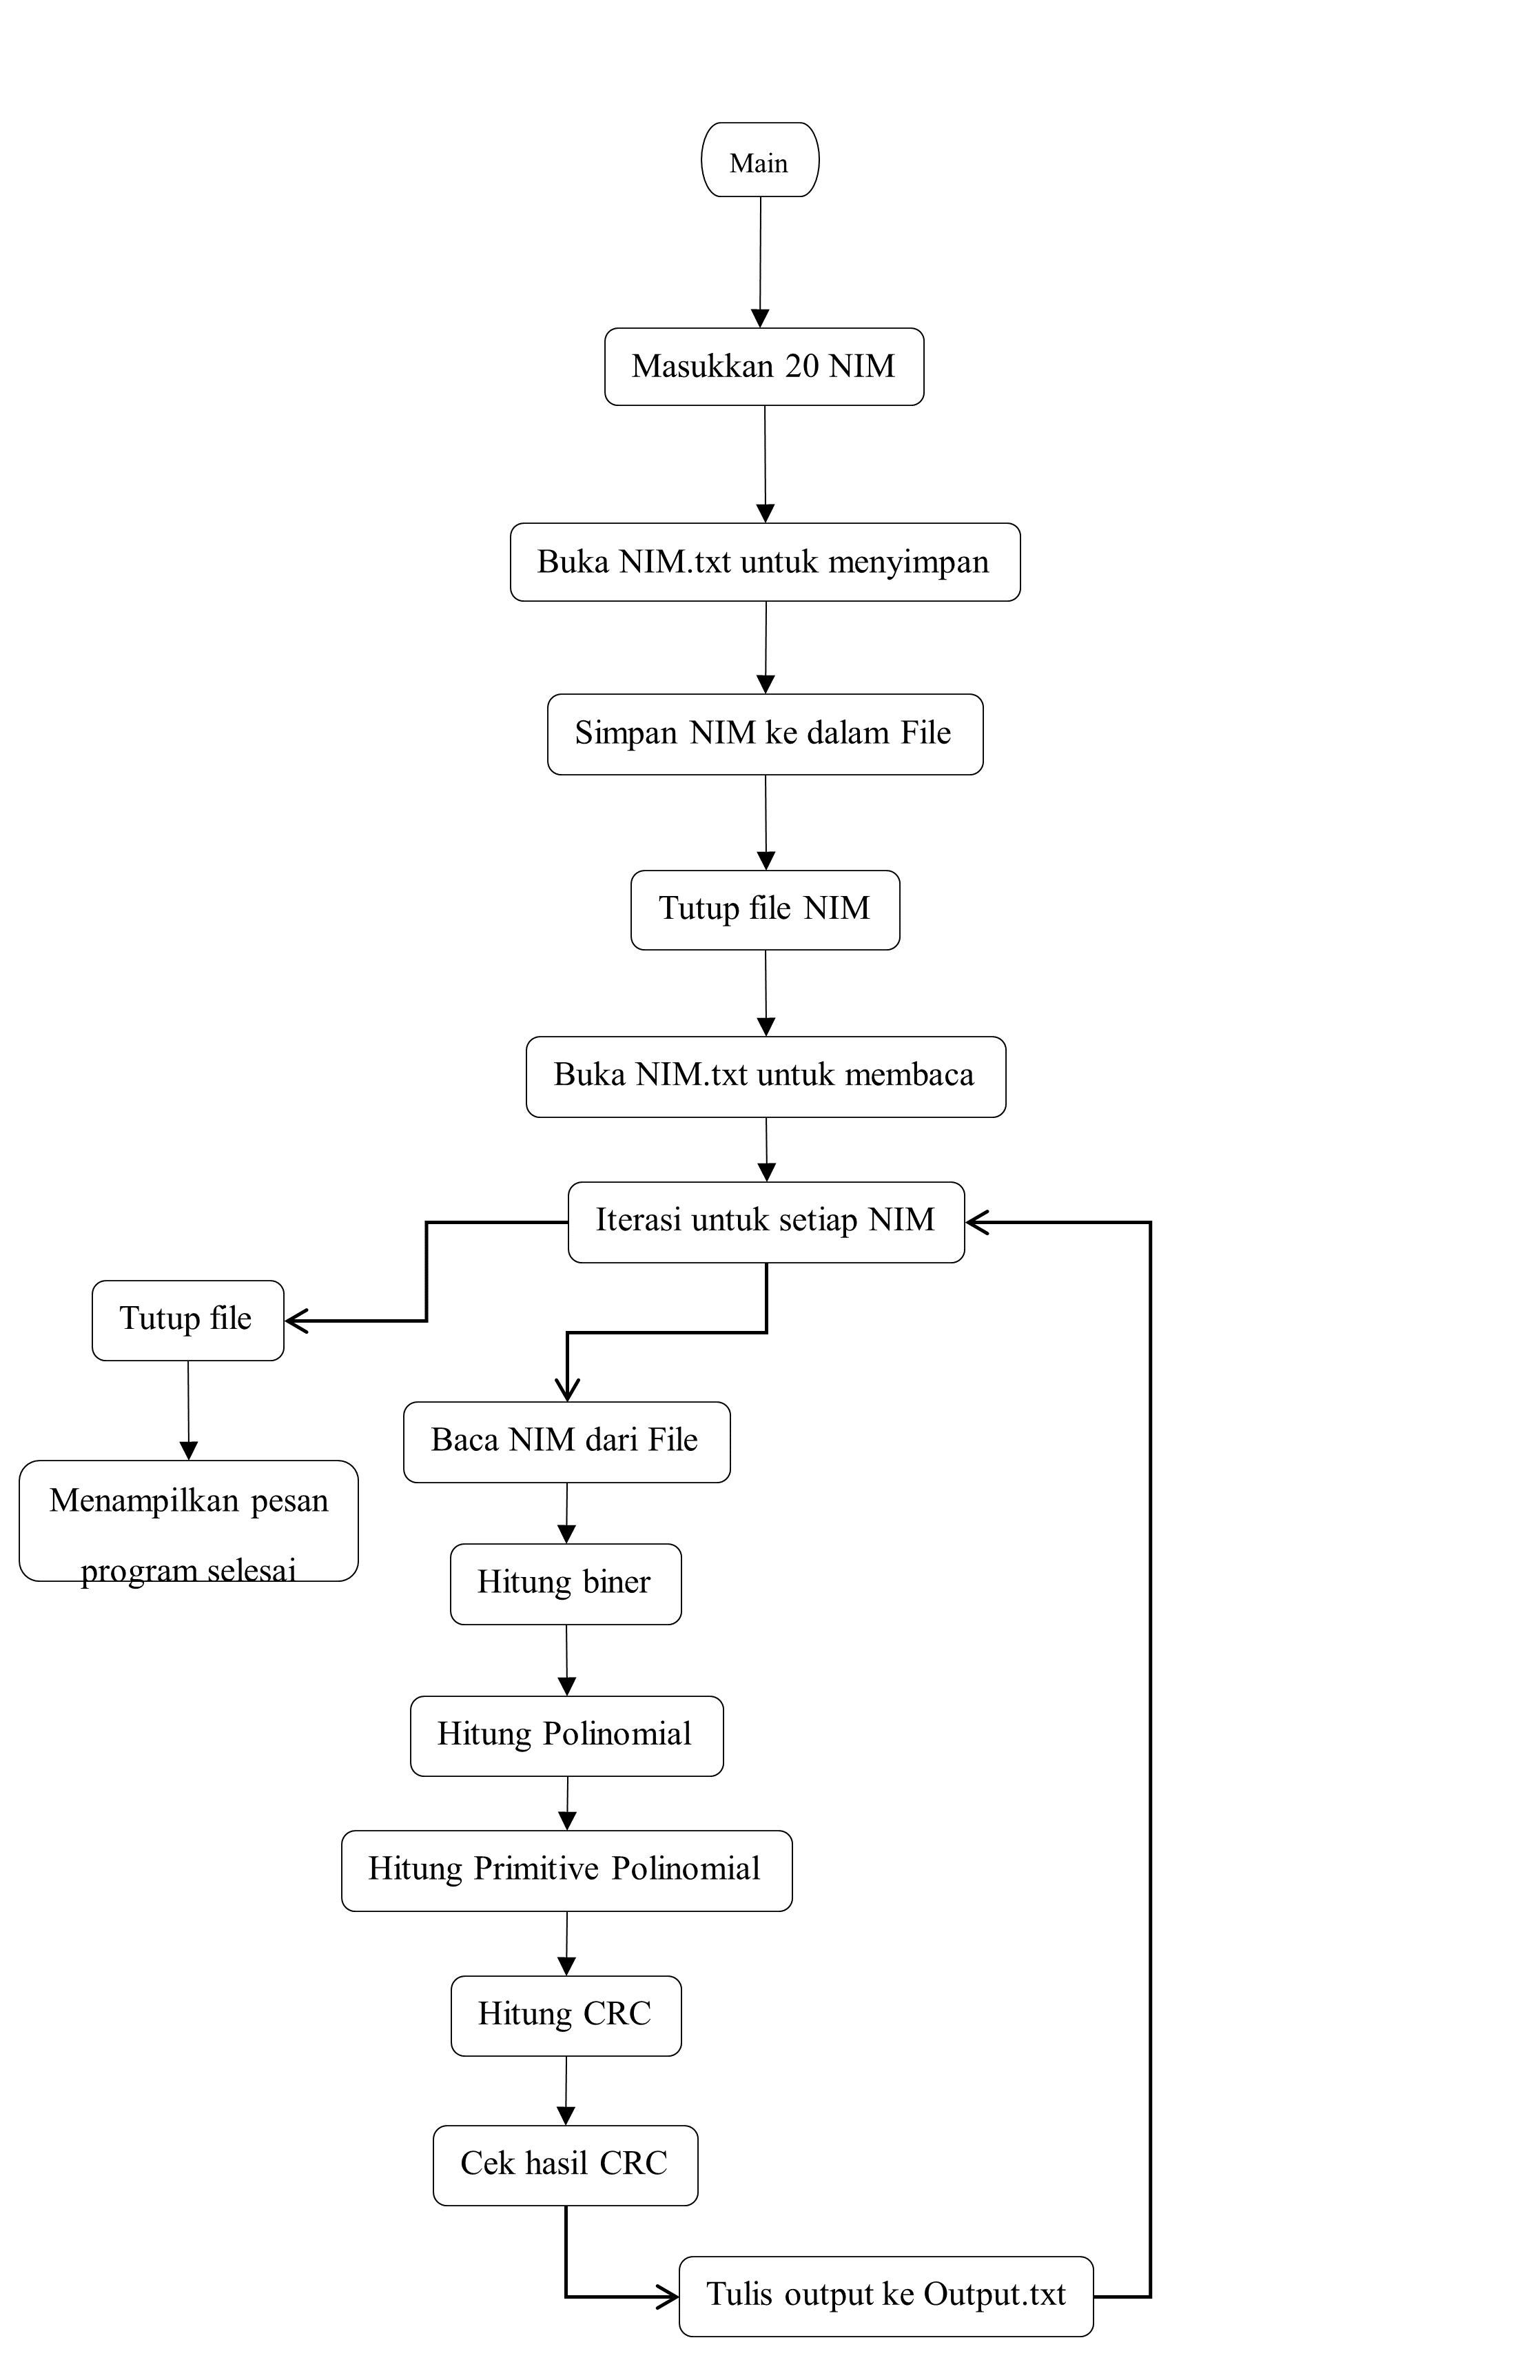 Main
Masukkan 20 NIM
Buka NIM.txt untuk menyimpan
Simpan NIM ke dalam File
Tutup file NIM
Buka NIM.txt untuk membaca
Iterasi untuk setiap NIM
Tutup file
Menampilkan pesan
program selesai
Baca NIM dari File
Hitung biner
Hitung Polinomial
Hitung Primitive Polinomial
Hitung CRC
Cek hasil CRC
Tulis output ke Output.txt